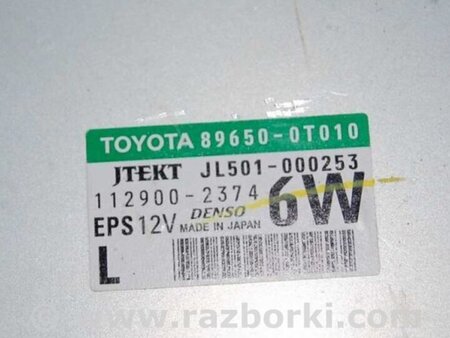 TOYOTA 89650-0T010
JTEKT JL501-000253
112900-2374 6W
EPS 12V DENSO
MADE IN JAPAN
L
www.razborki.com